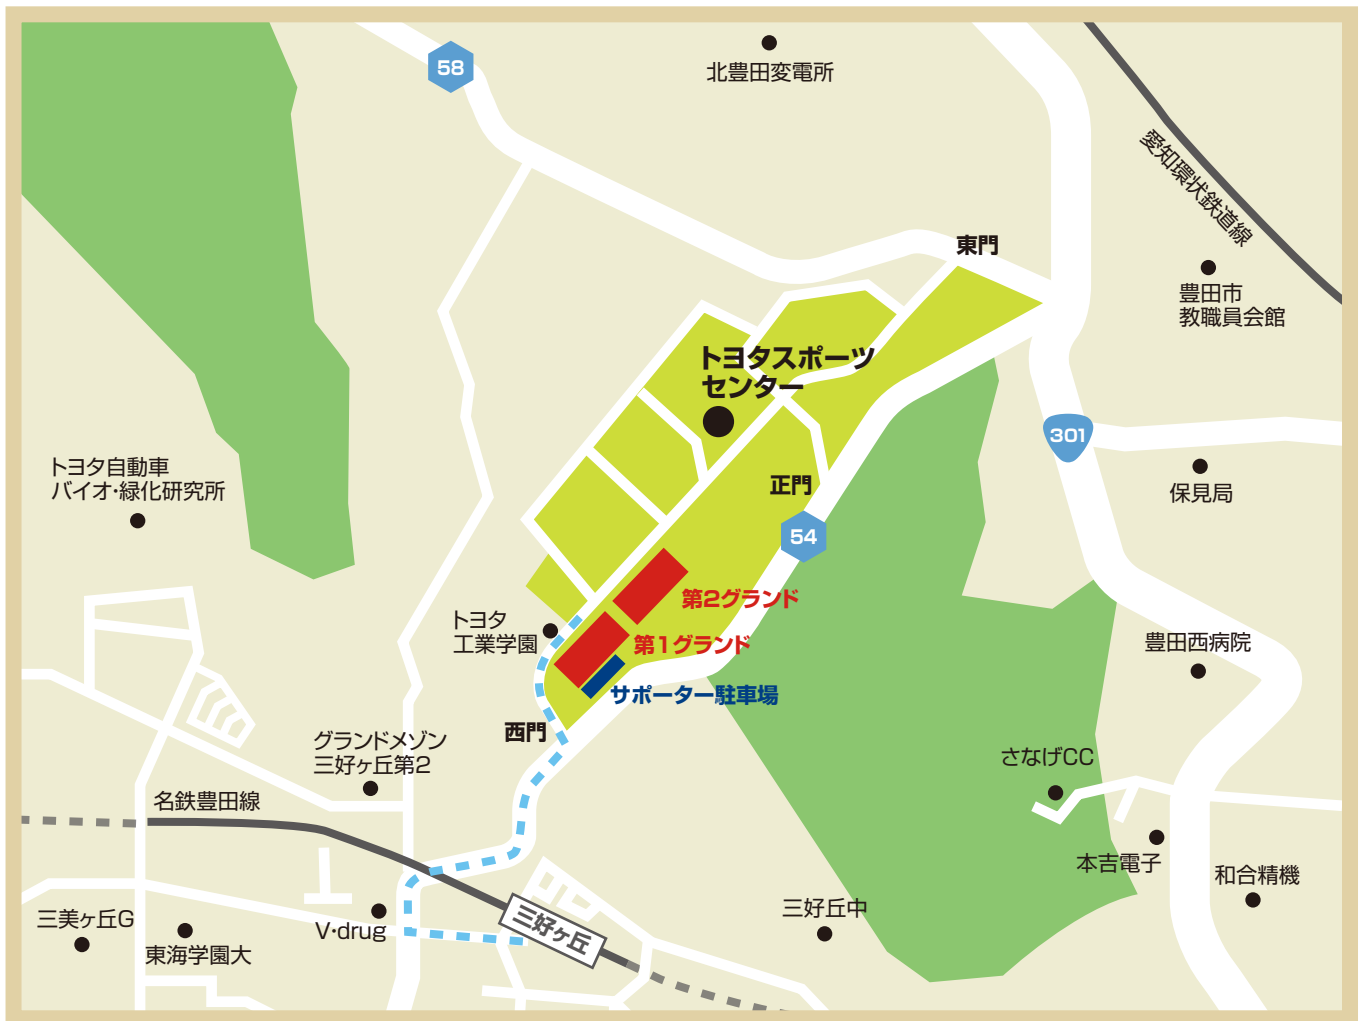 58
北豊田変電所
愛知環状鉄道線
東門
豊田市
教職員会館
トヨタスポーツ
センター
301
トヨタ自動車
バイオ・緑化研究所
正門
保見局
54
第2グランド
トヨタ
工業学園
第1グランド
豊田西病院
サポーター駐車場
西門
グランドメゾン
三好ヶ丘第2
さなげCC
名鉄豊田線
本吉電子
和合精機
三美ヶ丘G
V・drug
三好ヶ丘
三好丘中
東海学園大